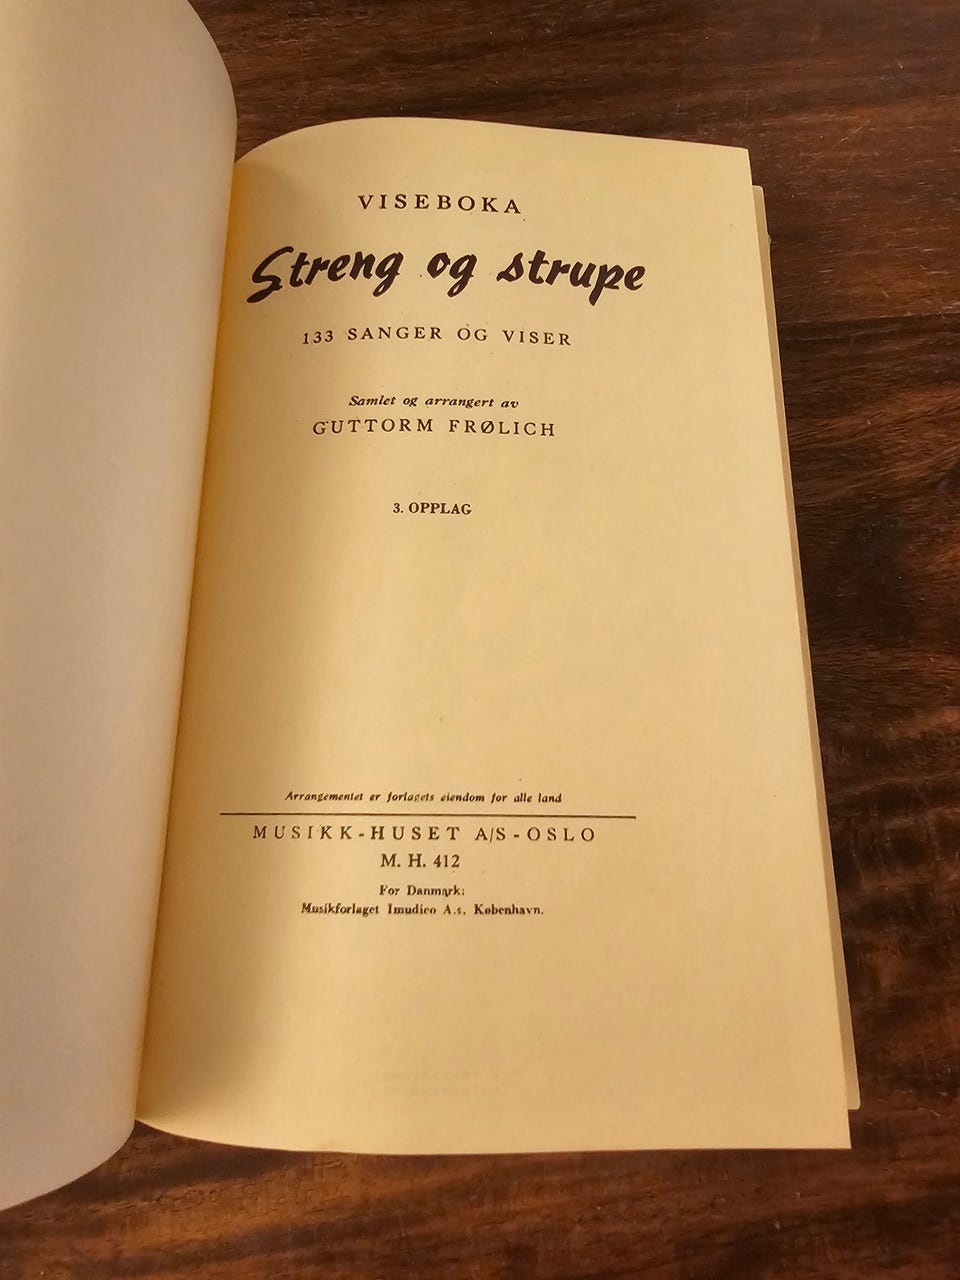 VISEBOKA
Streng og strupe
133 SANGER OG VISER
Samlet og arrangert av
GUTTORM FRØLICH
3. OPPLAG
Arrangementet er forlagets eiendom for alle land
MUSIKK-HUSET A/S - OSLO
M. H. 412
For Danmark:
Musikforlaget Imudico A.s, København.